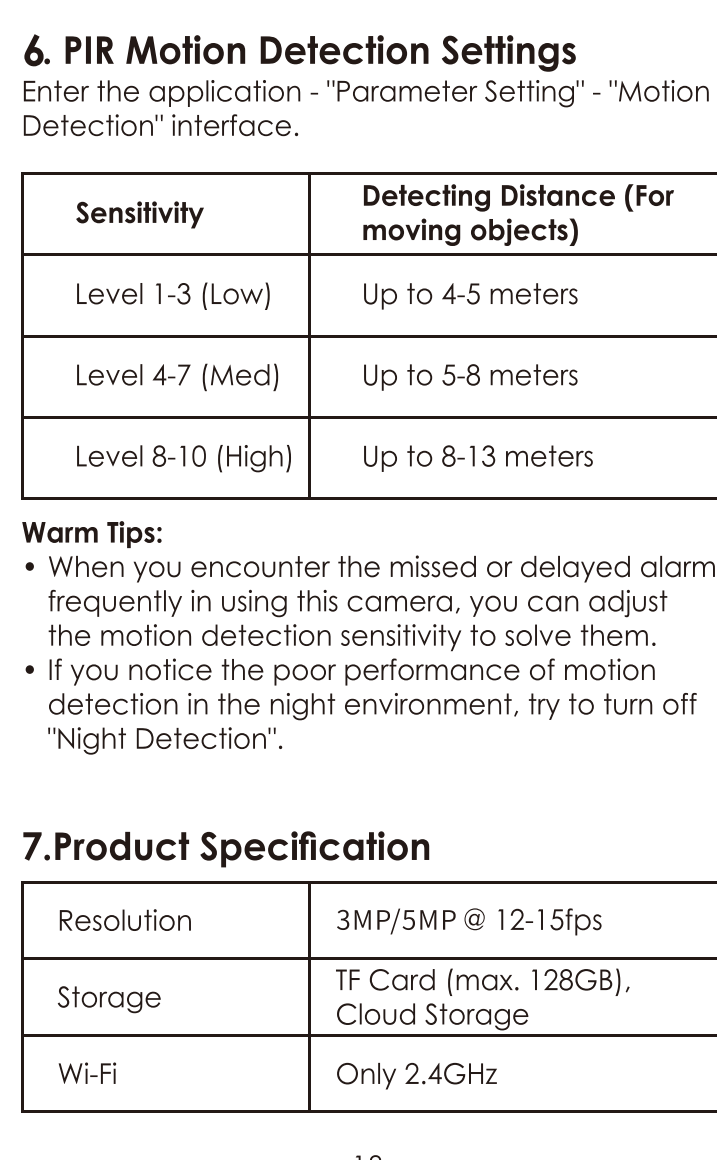 6. PIR Motion Detection Settings
Enter the application - "Parameter Setting" - "Motion
Detection" interface.
Sensitivity
Detecting Distance (For
moving objects)
Level 1-3 (Low)
Up to 4-5 meters
Level 4-7 (Med)
Up to 5-8 meters
Level 8-10 (High)
Up to 8-13 meters
Warm Tips:
• When you encounter the missed or delayed alarm
frequently in using this camera, you can adjust
the motion detection sensitivity to solve them.
• If you notice the poor performance of motion
detection in the night environment, try to turn off
"Night Detection".
7.Product Specification
Resolution
3MP/5MP @ 12-15fps
Storage
TF Card (max. 128GB),
Cloud Storage
Wi-Fi
Only 2.4GHz